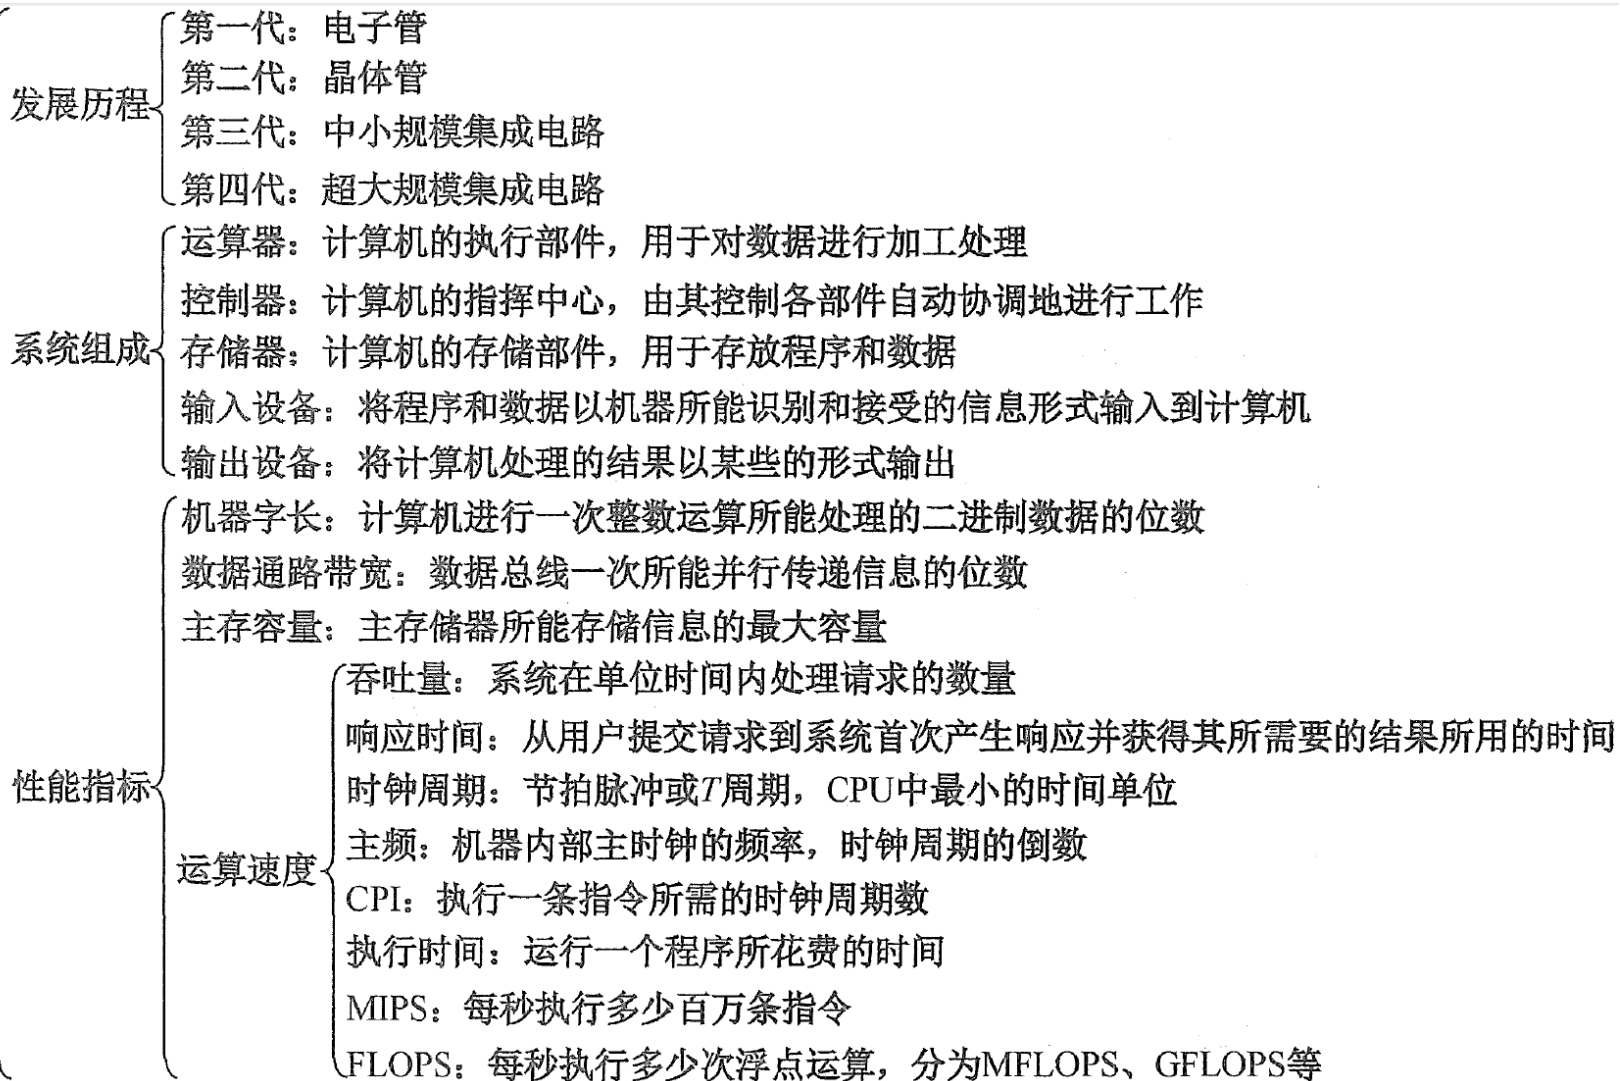 发展历程
第一代：电子管
第二代：晶体管
第三代：中小规模集成电路
第四代：超大规模集成电路
系统组成
运算器：计算机的执行部件，用于对数据进行加工处理
控制器：计算机的指挥中心，由其控制各部件自动协调地进行工作
存储器：计算机的存储部件，用于存放程序和数据
输入设备：将程序和数据以机器所能识别和接受的信息形式输入到计算机
输出设备：将计算机处理的结果以某些的形式输出
性能指标
机器字长：计算机进行一次整数运算所能处理的二进制数据的位数
数据通路带宽：数据总线一次所能并行传递信息的位数
主存容量：主存储器所能存储信息的最大容量
运算速度
吞吐量：系统在单位时间内处理请求的数量
响应时间：从用户提交请求到系统首次产生响应并获得其所需要的结果所用的时间
时钟周期：节拍脉冲或T周期，CPU中最小的时间单位
主频：机器内部主时钟的频率，时钟周期的倒数
CPI：执行一条指令所需的时钟周期数
执行时间：运行一个程序所花费的时间
MIPS：每秒执行多少百万条指令
FLOPS：每秒执行多少次浮点运算，分为MFLOPS、GFLOPS等